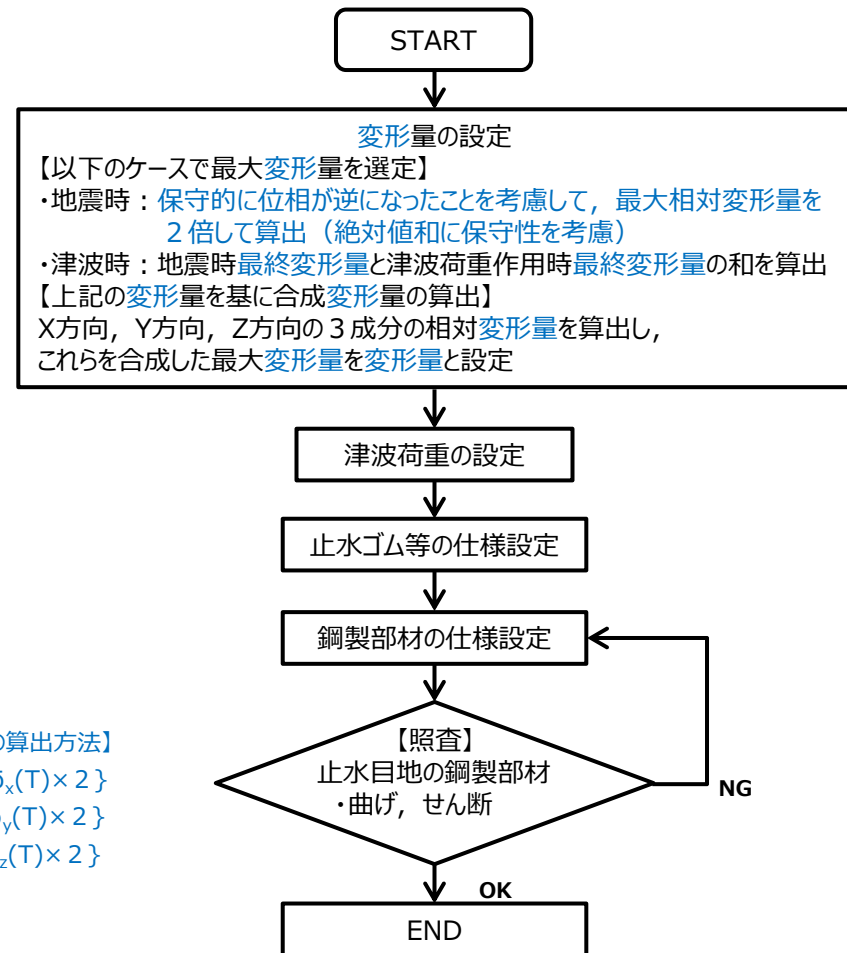 START
変形量の設定
【以下のケースで最大変形量を選定】
・地震時：保守的に位相が逆になったことを考慮して，最大相対変形量を
２倍して算出（絶対値和に保守性を考慮）
・津波時：地震時最終変形量と津波荷重作用時最終変形量の和を算出
【上記の変形量を基に合成変形量の算出】
X方向，Y方向，Z方向の３成分の相対変形量を算出し，
これらを合成した最大変形量を変形量と設定
津波荷重の設定
止水ゴム等の仕様設定
鋼製部材の仕様設定
【照査】
止水目地の鋼製部材
・曲げ，せん断
NG
OK
END
の算出方法】
x(T)×２}
y(T)×２}
z(T)×２}